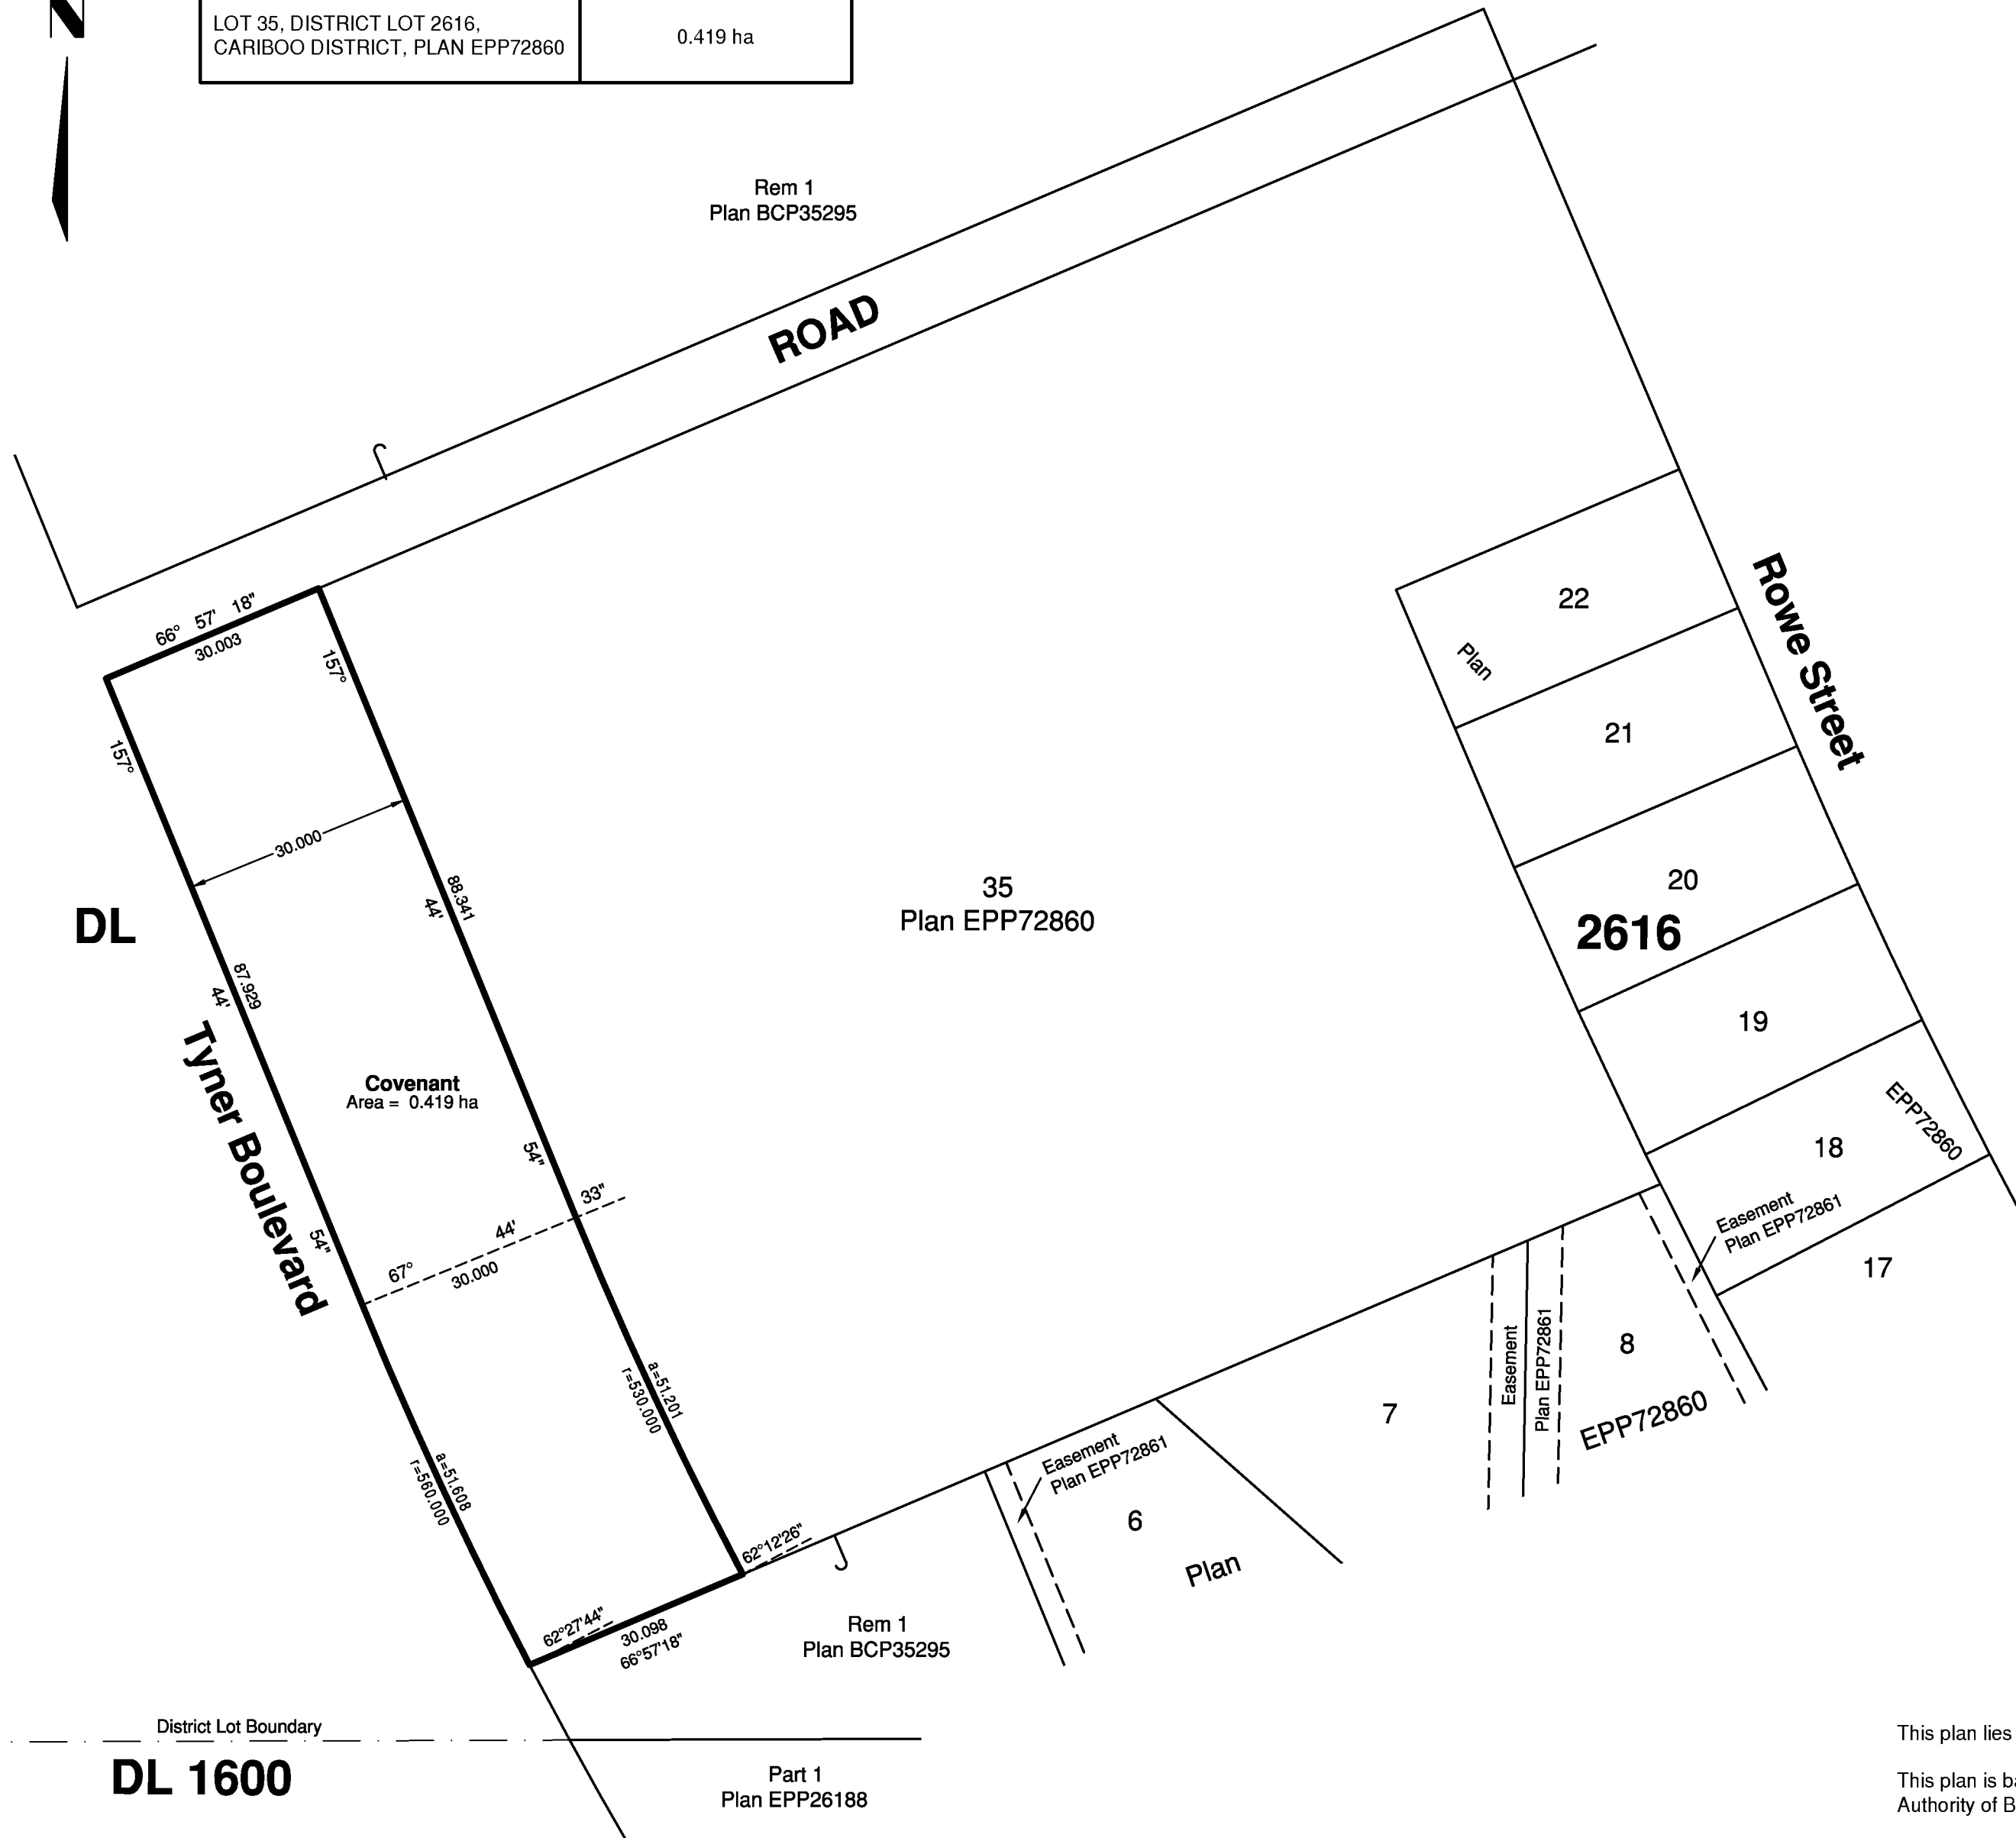 N
LOT 35, DISTRICT LOT 2616,
CARIBOO DISTRICT, PLAN EPP72860
0.419 ha
Rem 1
Plan BCP35295
ROAD
66° 57' 18"
30.003
157°
157°
30.000
88.341
44'
87.929
44'
DL
35
Plan EPP72860
22
Plan
21
20
2616
19
18
EPP72860
17
Rowe Street
Tyner Boulevard
Covenant
Area = 0.419 ha
54"
54"
67°
44'
33"
30.000
a=51.201
r=530.000
a=51.608
r=560.000
62°12'26"
62°27'44"
30.098
66°57'18"
Easement
Plan EPP72861
Easement
Plan EPP72861
Easement
Plan EPP72861
8
EPP72860
7
6
Plan
Rem 1
Plan BCP35295
District Lot Boundary
DL 1600
Part 1
Plan EPP26188
This plan lies
This plan is ba
Authority of B